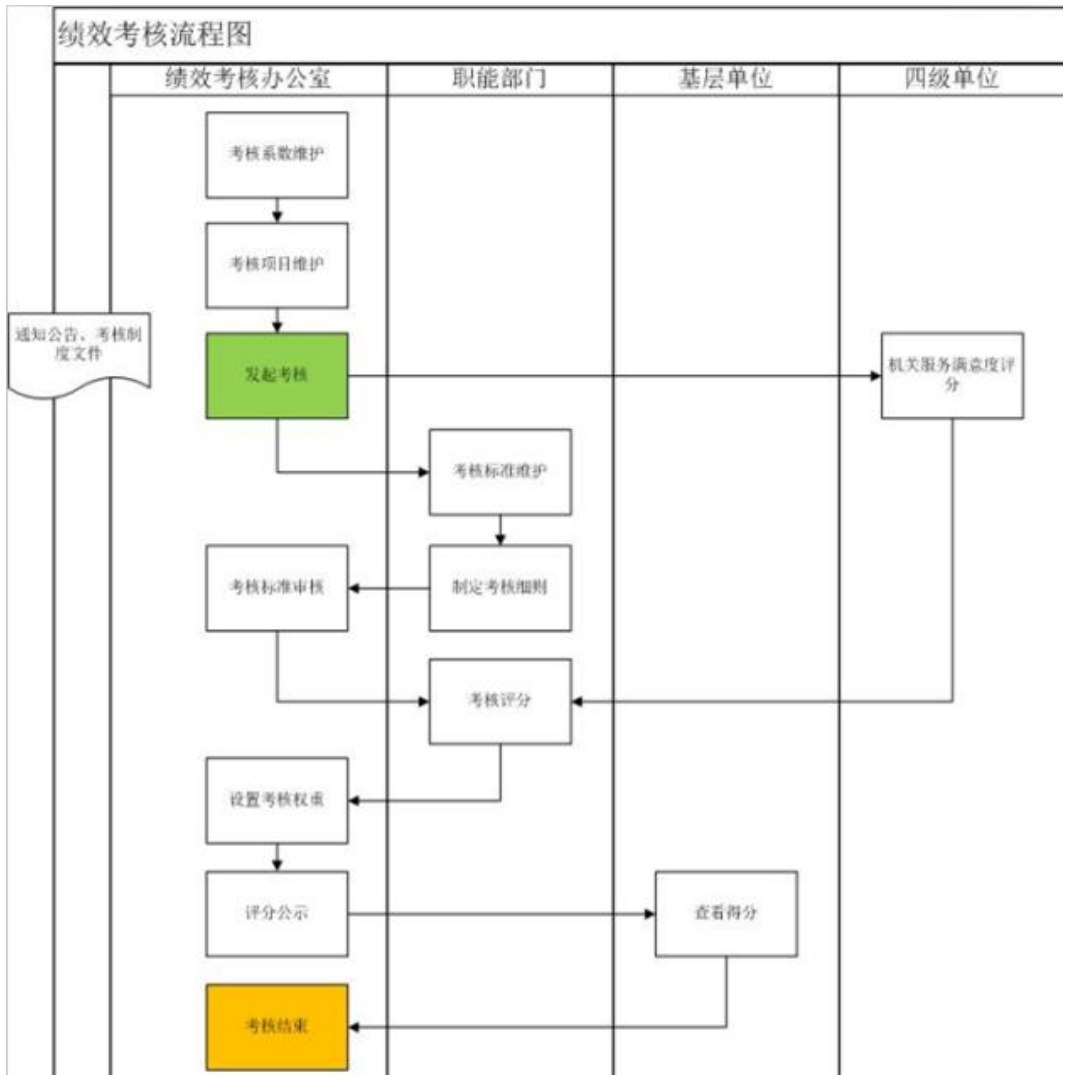 绩效考核流程图
绩效考核办公室
职能部门
基层单位
四级单位
考核系数维护
考核项目维护
通知公告、考核制
度文件
发起考核
机关服务满意度评
分
考核标准维护
考核标准审核
制定考核细则
考核评分
设置考核权重
评分公示
查看得分
考核结束